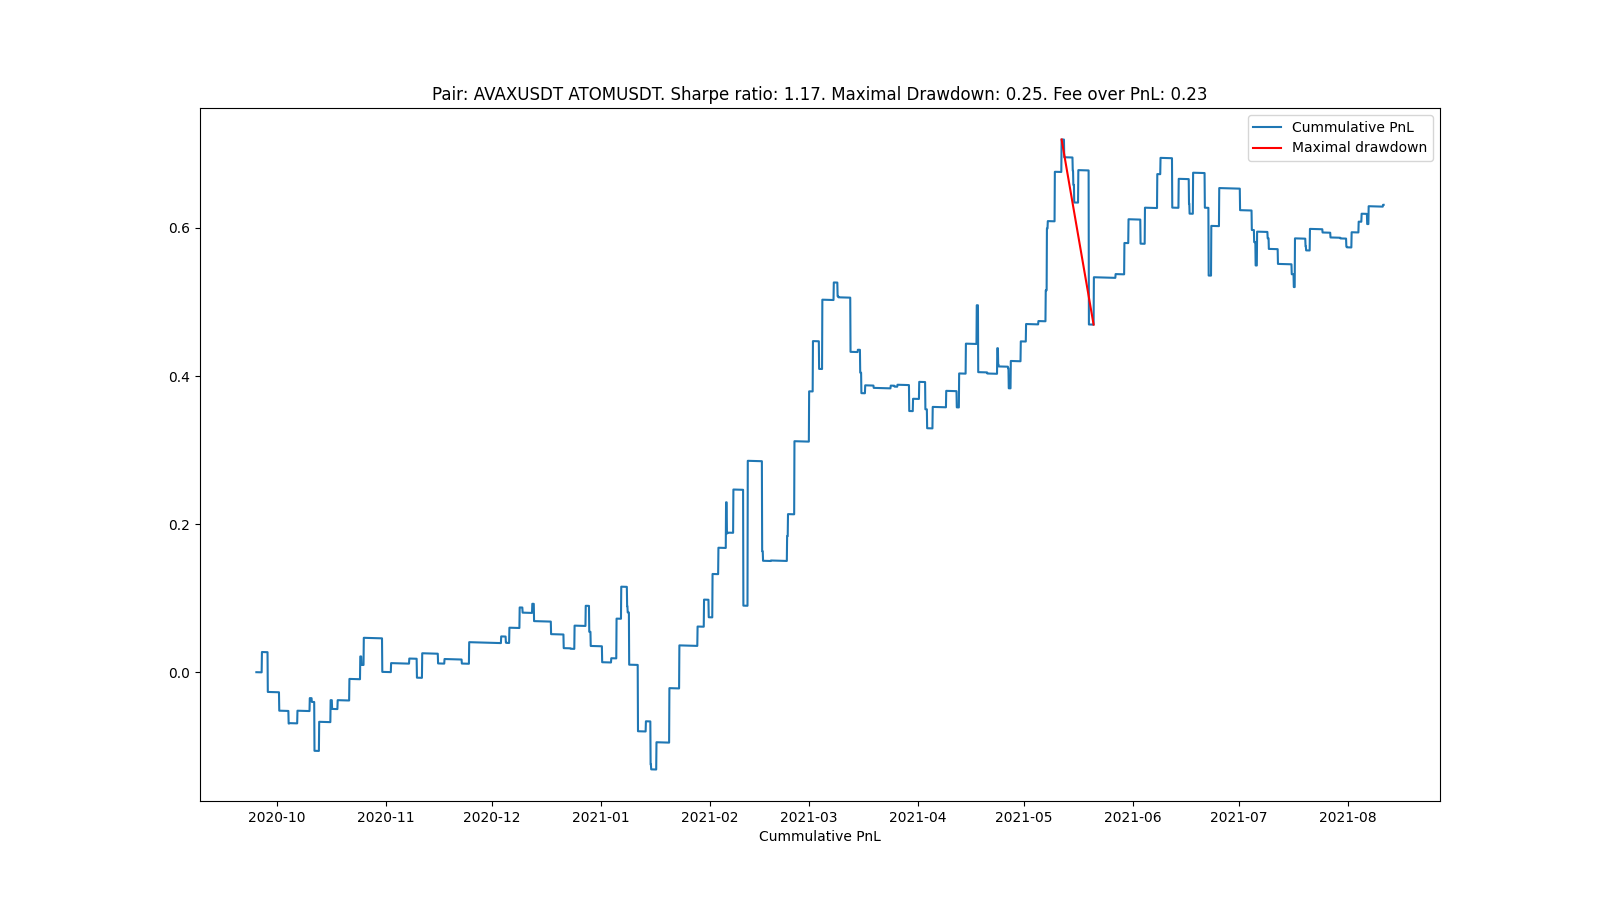 Pair: AVAXUSDT ATOMUSDT. Sharpe ratio: 1.17. Maximal Drawdown: 0.25. Fee over PnL: 0.23
Cummulative PnL
Maximal drawdown
0.6
0.4
0.2
0.0
2020-10 2020-11 2020-12 2021-01 2021-02 2021-03 2021-04 2021-05 2021-06 2021-07 2021-08
Cummulative PnL